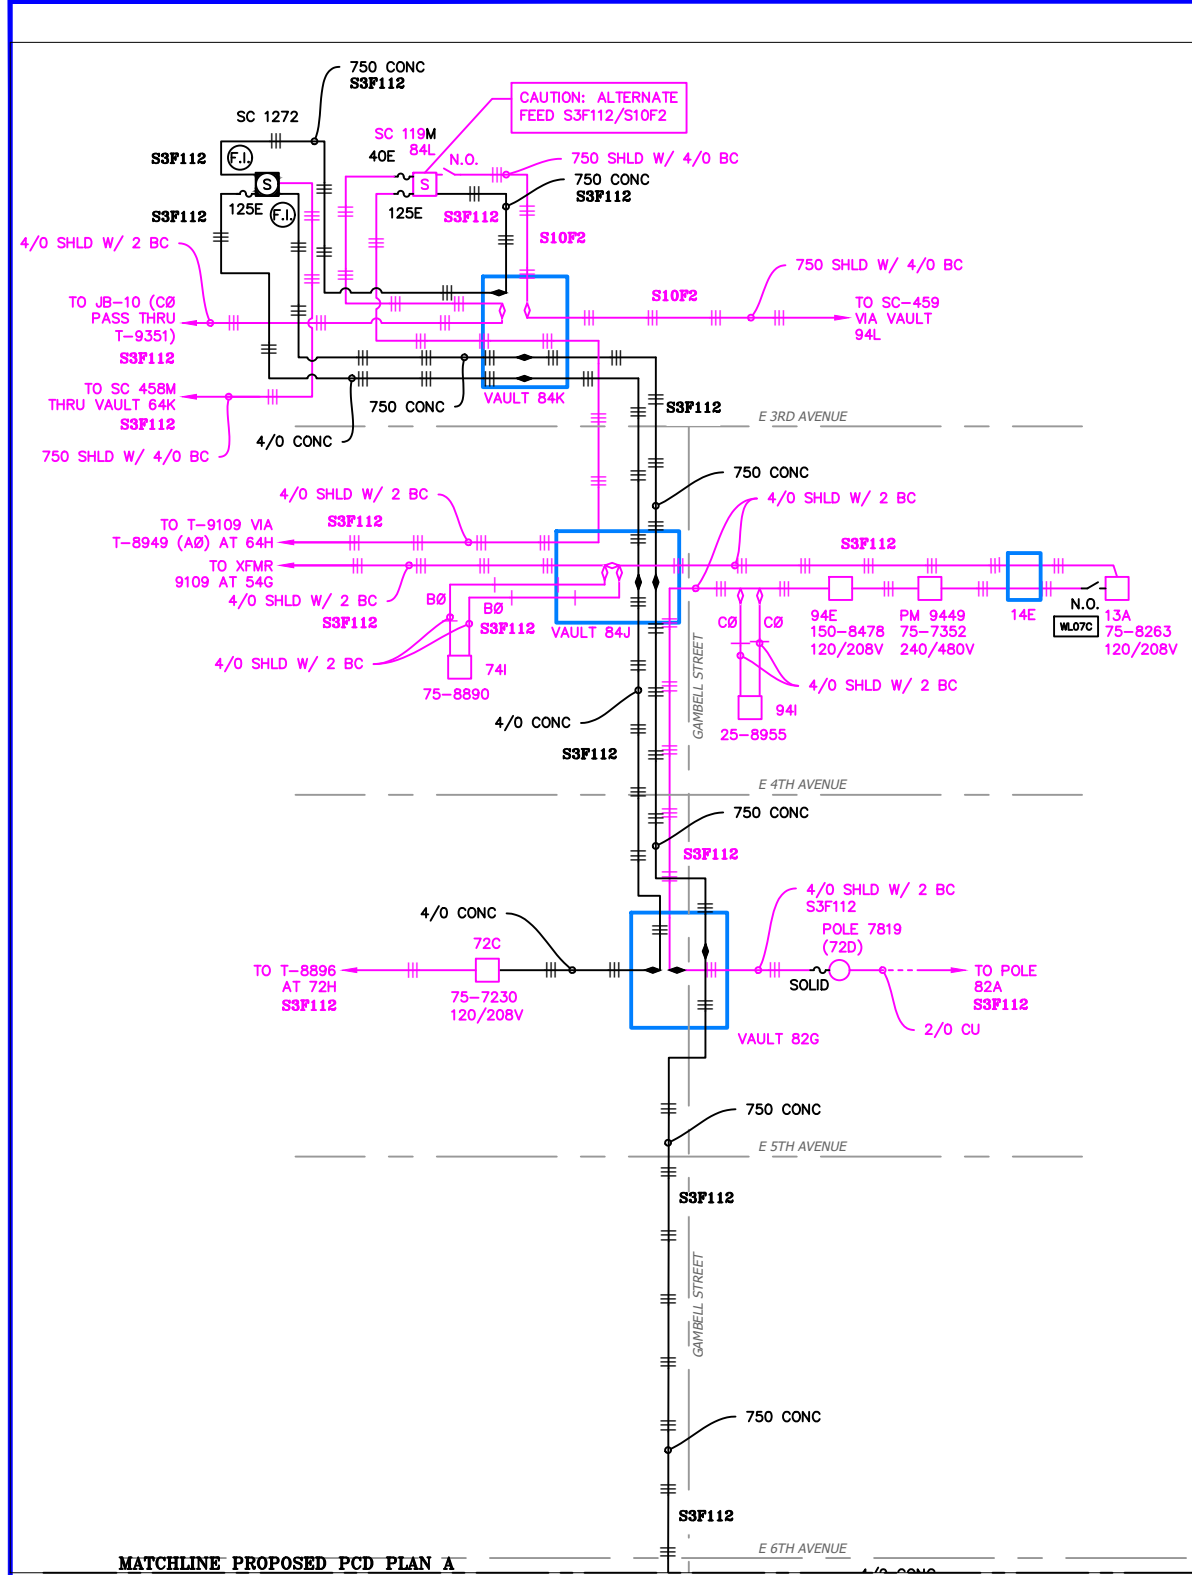 750 CONC
S3F112
CAUTION: ALTERNATE
FEED S3F112/S10F2
SC 1272
SC 119M
84L
40E
N.O.
750 SHLD W/ 4/0 BC
S3F112
F.I.
S
S
750 CONC
S3F112
125E
F.I.
125E
S3F112
S3F112
S10F2
4/0 SHLD W/ 2 BC
750 SHLD W/ 4/0 BC
S10F2
TO JB-10 (CØ
PASS THRU
T-9351)
S3F112
TO SC-459
VIA VAULT
94L
TO SC 458M
THRU VAULT 64K
S3F112
750 CONC
VAULT 84K
S3F112
E 3RD AVENUE
4/0 CONC
750 SHLD W/ 4/0 BC
750 CONC
4/0 SHLD W/ 2 BC
4/0 SHLD W/ 2 BC
S3F112
TO T-9109 VIA
T-8949 (AØ) AT 64H
S3F112
TO XFMR
9109 AT 54G
4/0 SHLD W/ 2 BC
S3F112
BØ
BØ
S3F112
VAULT 84J
CØ
CØ
94E
150-8478
120/208V
PM 9449
75-7352
240/480V
14E
N.O.
WL07C
13A
75-8263
120/208V
4/0 SHLD W/ 2 BC
74I
75-8890
4/0 SHLD W/ 2 BC
94I
25-8955
GAMBELL STREET
4/0 CONC
S3F112
E 4TH AVENUE
750 CONC
S3F112
4/0 SHLD W/ 2 BC
S3F112
4/0 CONC
POLE 7819
(72D)
72C
TO T-8896
AT 72H
S3F112
75-7230
120/208V
SOLID
TO POLE
82A
S3F112
2/0 CU
VAULT 82G
750 CONC
E 5TH AVENUE
S3F112
GAMBELL STREET
750 CONC
S3F112
E 6TH AVENUE
MATCHLINE PROPOSED PCD PLAN A